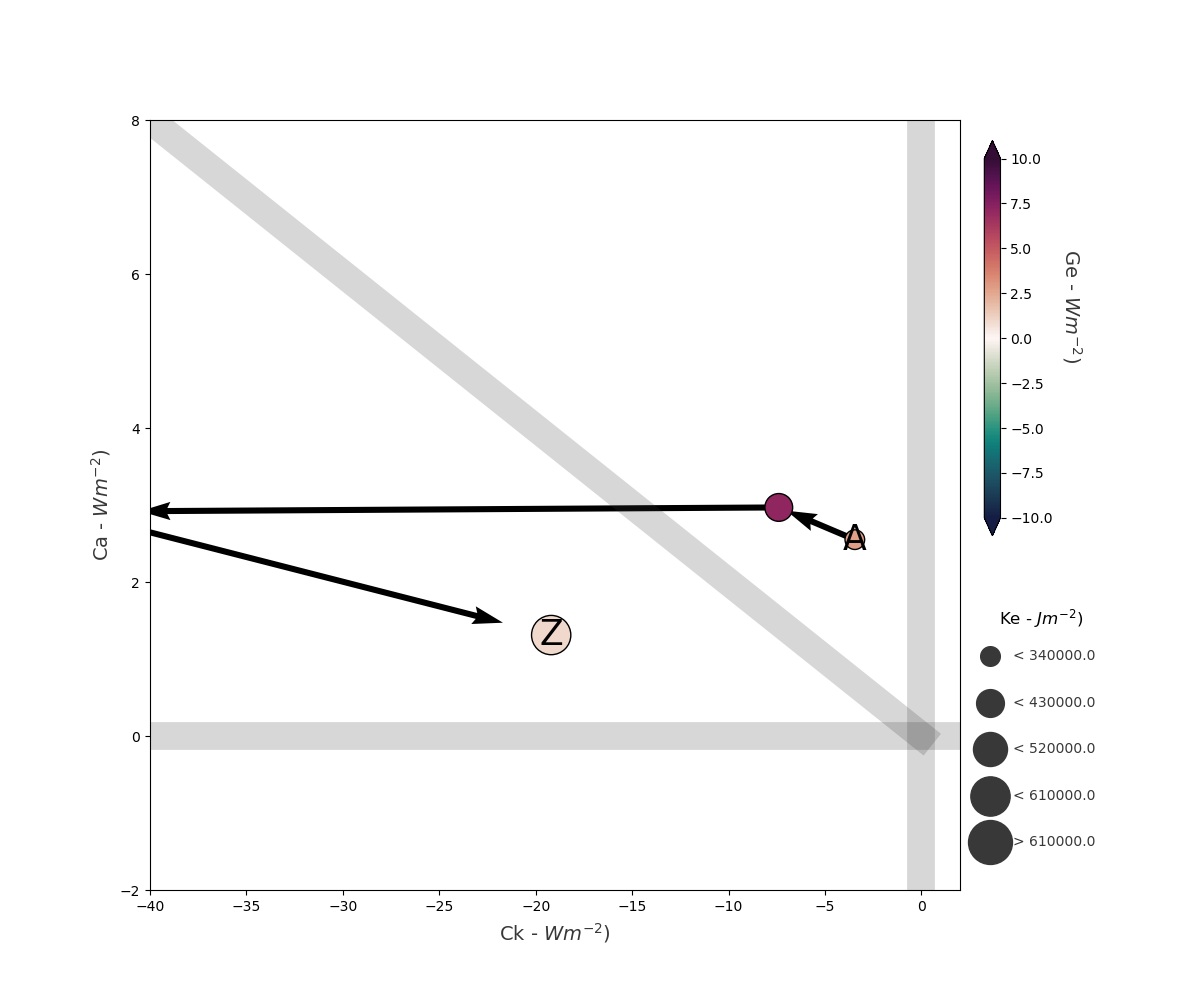 8
6
4
2
0
−2
Ca - Wm⁻²)
−40 −35 −30 −25 −20 −15 −10 −5 0
Ck - Wm⁻²)
A
Z
10.0
7.5
5.0
2.5
0.0
−2.5
−5.0
−7.5
−10.0
Ge - Wm⁻²)
Ke - Jm⁻²)
< 340000.0
< 430000.0
< 520000.0
< 610000.0
> 610000.0